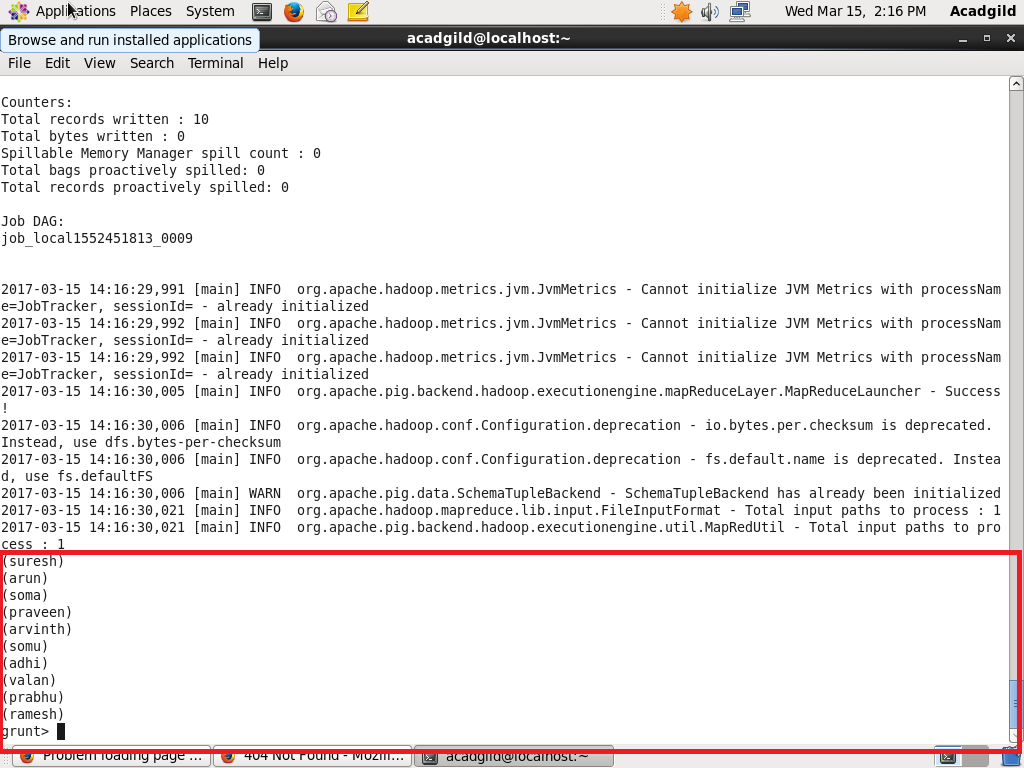 Applications Places System Wed Mar 15, 2:16 PM Acadgild
Browse and run installed applications
acadgild@localhost:~
File Edit View Search Terminal Help
Counters:
Total records written : 10
Total bytes written : 0
Spillable Memory Manager spill count : 0
Total bags proactively spilled: 0
Total records proactively spilled: 0
Job DAG:
job_local1552451813_0009
2017-03-15 14:16:29,991 [main] INFO  org.apache.hadoop.metrics.jvm.JvmMetrics - Cannot initialize JVM Metrics with processNam
e=JobTracker, sessionId= - already initialized
2017-03-15 14:16:29,992 [main] INFO  org.apache.hadoop.metrics.jvm.JvmMetrics - Cannot initialize JVM Metrics with processNam
e=JobTracker, sessionId= - already initialized
2017-03-15 14:16:29,992 [main] INFO  org.apache.hadoop.metrics.jvm.JvmMetrics - Cannot initialize JVM Metrics with processNam
e=JobTracker, sessionId= - already initialized
2017-03-15 14:16:30,005 [main] INFO  org.apache.pig.backend.hadoop.executionengine.mapReduceLayer.MapReduceLauncher - Success
!
2017-03-15 14:16:30,006 [main] INFO  org.apache.hadoop.conf.Configuration.deprecation - io.bytes.per.checksum is deprecated.
Instead, use dfs.bytes-per-checksum
2017-03-15 14:16:30,006 [main] INFO  org.apache.hadoop.conf.Configuration.deprecation - fs.default.name is deprecated. Instea
d, use fs.defaultFS
2017-03-15 14:16:30,006 [main] WARN  org.apache.pig.data.SchemaTupleBackend - SchemaTupleBackend has already been initialized
2017-03-15 14:16:30,021 [main] INFO  org.apache.hadoop.mapreduce.lib.input.FileInputFormat - Total input paths to process : 1
2017-03-15 14:16:30,021 [main] INFO  org.apache.pig.backend.hadoop.executionengine.util.MapRedUtil - Total input paths to pro
cess : 1
(suresh)
(arun)
(soma)
(praveen)
(arvinth)
(somu)
(adhi)
(valan)
(prabhu)
(ramesh)
grunt>
Problem loading page ... 404 Not Found - Mozill... acadgild@localhost:~